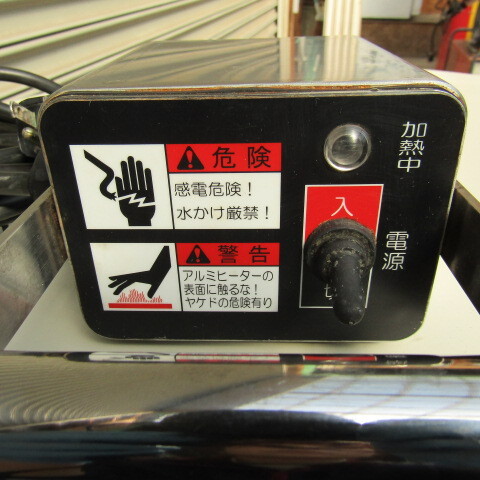 危険
感電危険！
水かけ厳禁！
警告
アルミヒーターの
表面に触るな！
ヤケドの危険有り
加熱中
入
切
電源